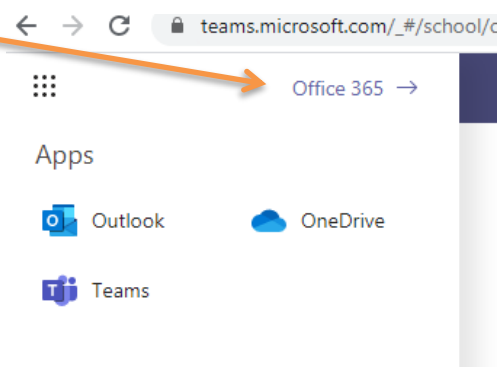 teams.microsoft.com/_#/school/
Office 365 →
Apps
Outlook
OneDrive
Teams